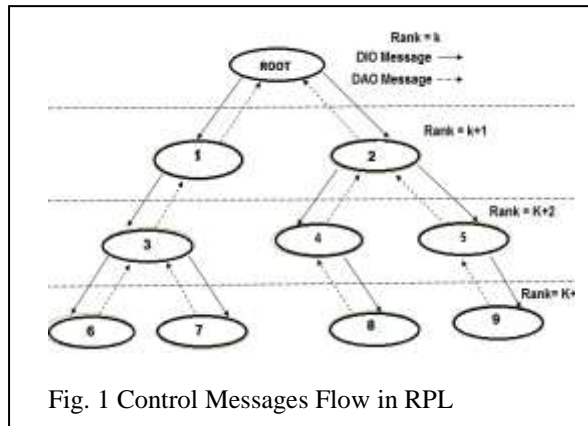 Rank = k
DIO Message
DAO Message
ROOT
Rank = k+1
1
2
Rank = K+2
3
4
5
Rank= K+
6
7
8
9
Fig. 1 Control Messages Flow in RPL